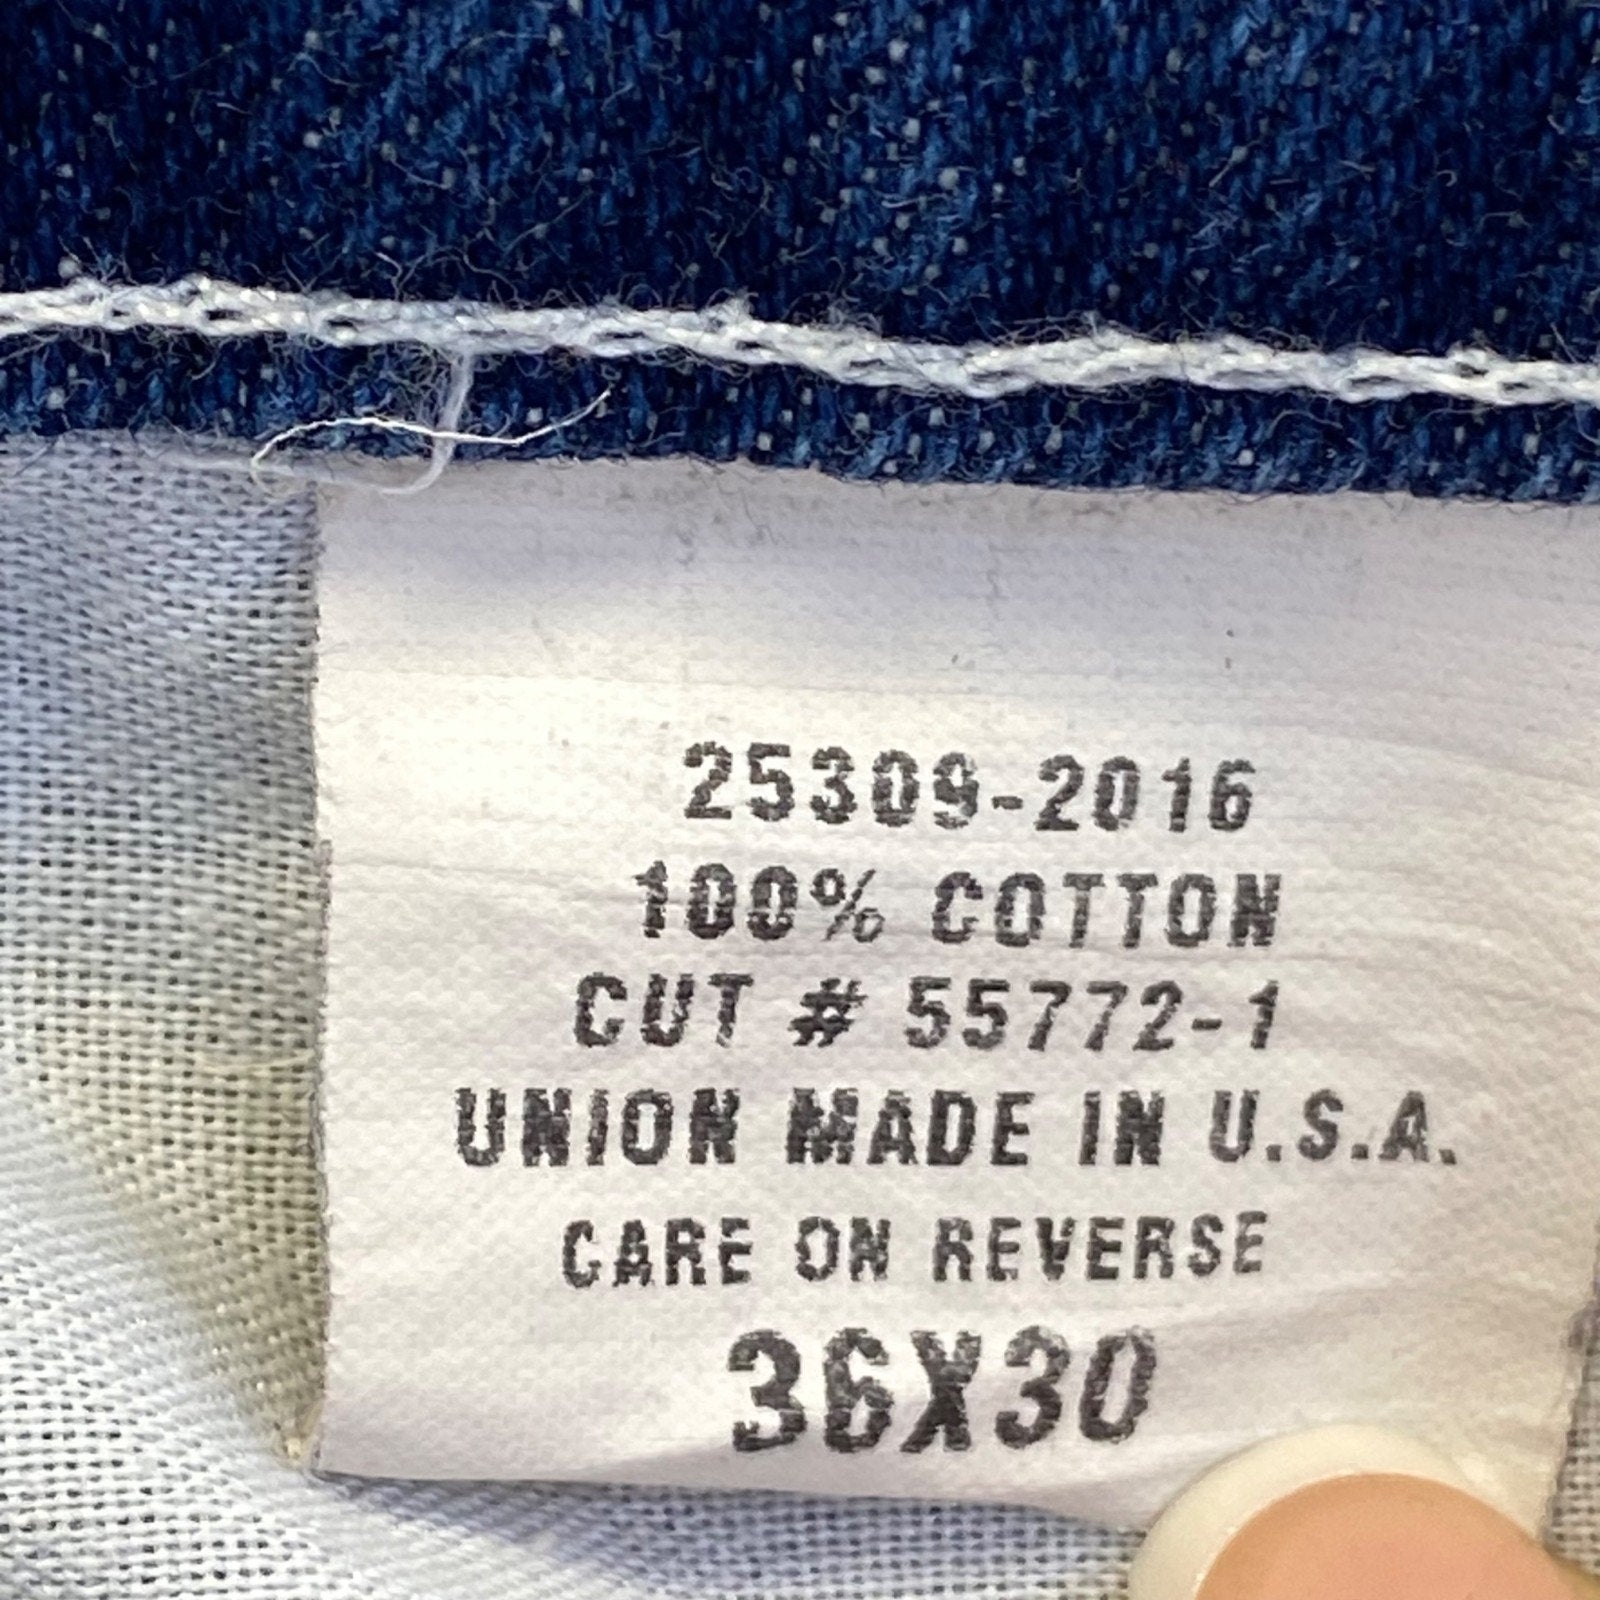 25309-2016
100% COTTON
CUT # 55772-1
UNION MADE IN U.S.A.
CARE ON REVERSE
36X30